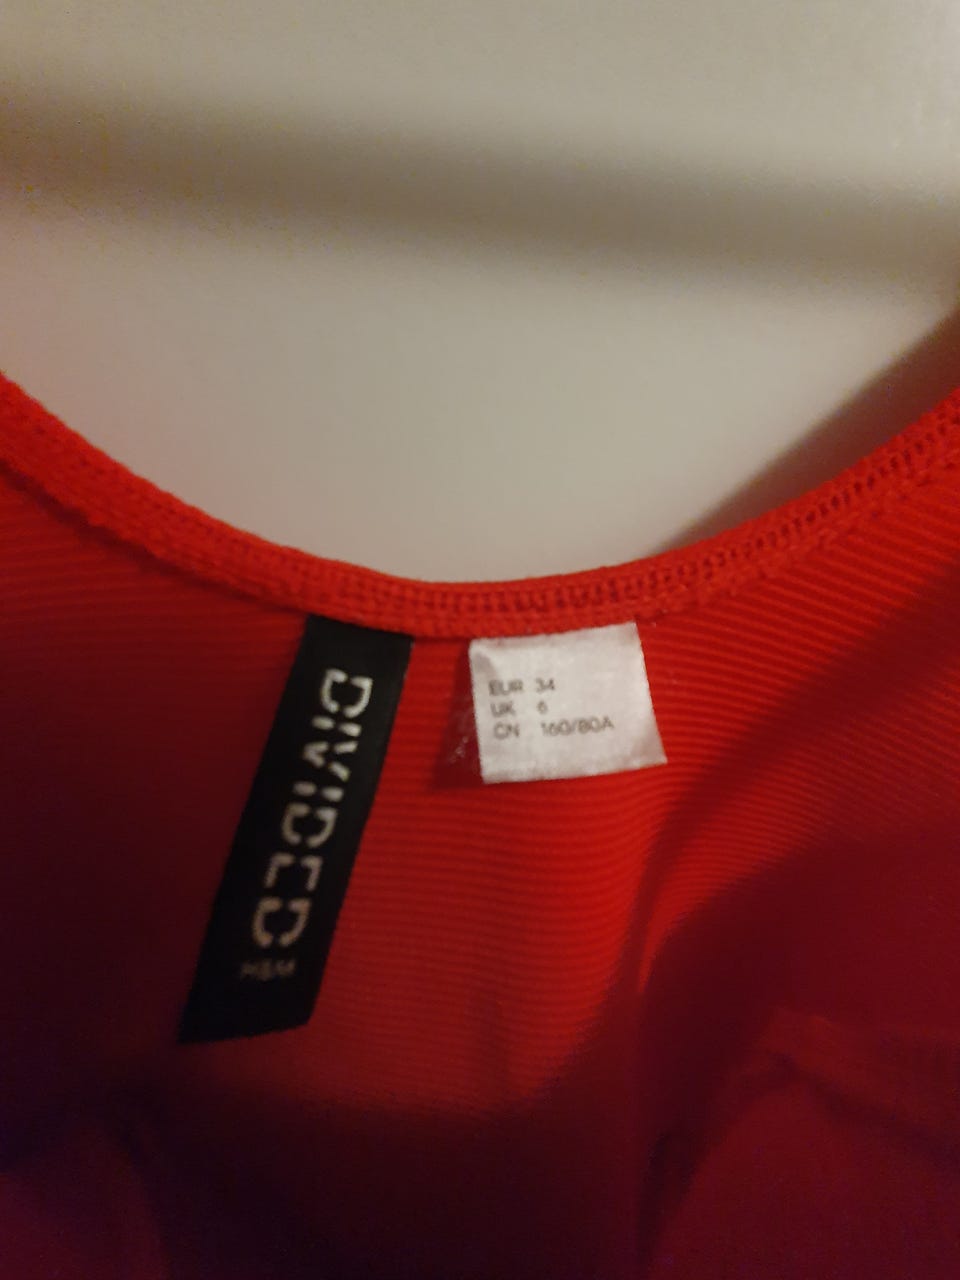 DIVIDED
H&M
EUR 34
UK 6
CN 160/80A